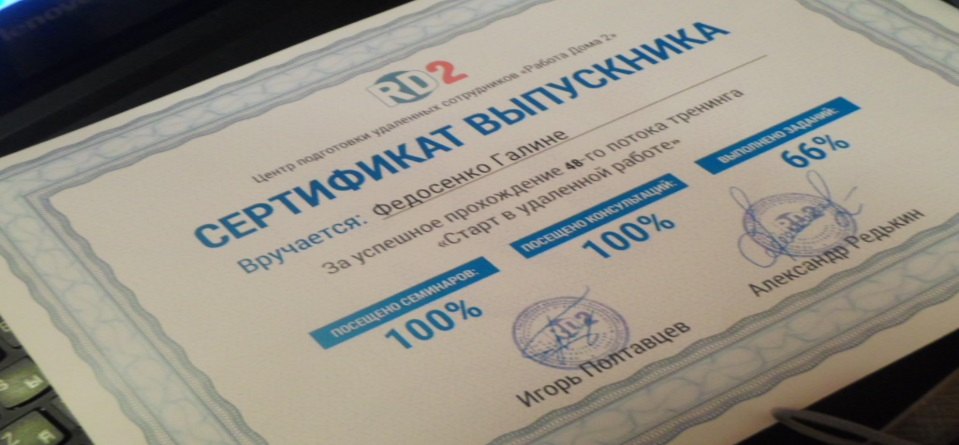 lenovo
RD2
Центр подготовки удаленных сотрудников «Работа Дома 2»
СЕРТИФИКАТ ВЫПУСКНИКА
Вручается: Федосенко Галине
За успешное прохождение 48-го потока тренинга
«Старт в удаленной работе»
ПОСЕЩЕНО СЕМИНАРОВ:
100%
ПОСЕЩЕНО КОНСУЛЬТАЦИЙ:
100%
ВЫПОЛНЕНО ЗАДАНИЙ:
66%
Игорь Полтавцев
Александр Редькин